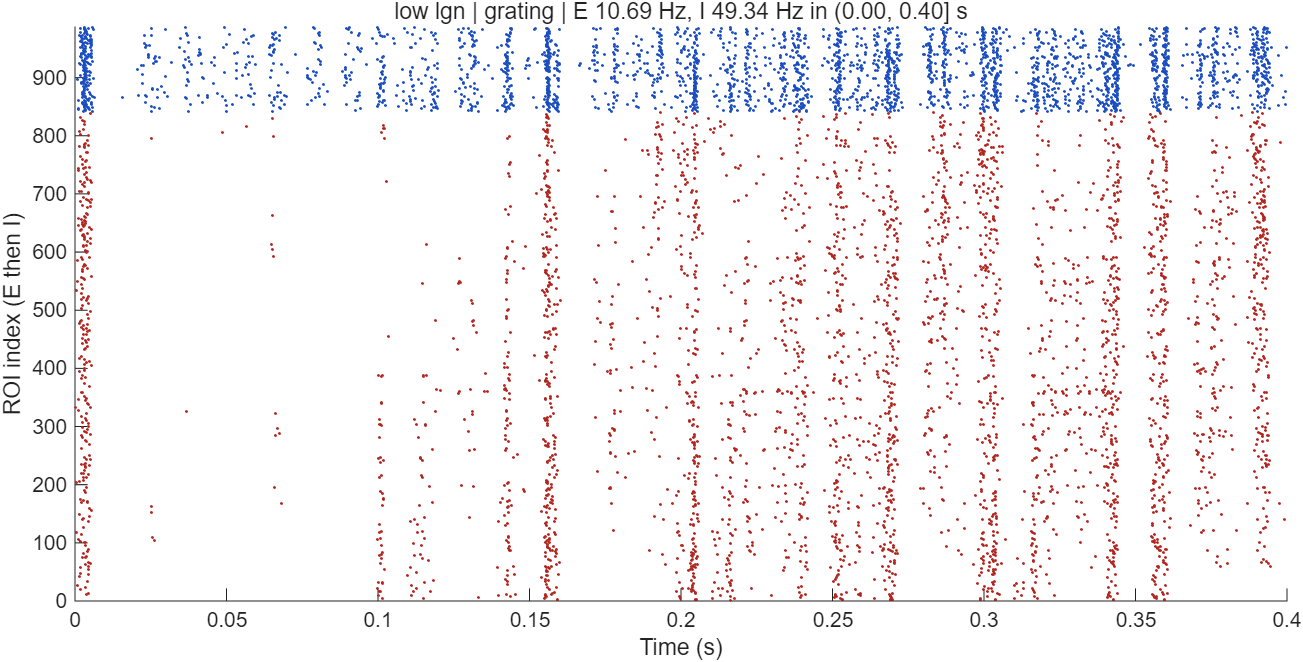 low lgn | grating | E 10.69 Hz, I 49.34 Hz in (0.00, 0.40] s
ROI index (E then I)
900
800
700
600
500
400
300
200
100
0
0 0.05 0.1 0.15 0.2 0.25 0.3 0.35 0.4
Time (s)